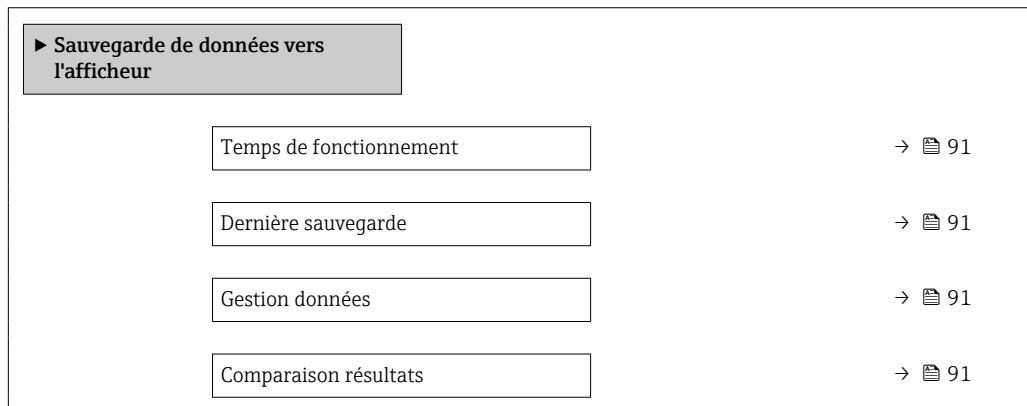 ► Sauvegarde de données vers
l'afficheur
Temps de fonctionnement → 91
Dernière sauvegarde → 91
Gestion données → 91
Comparaison résultats → 91